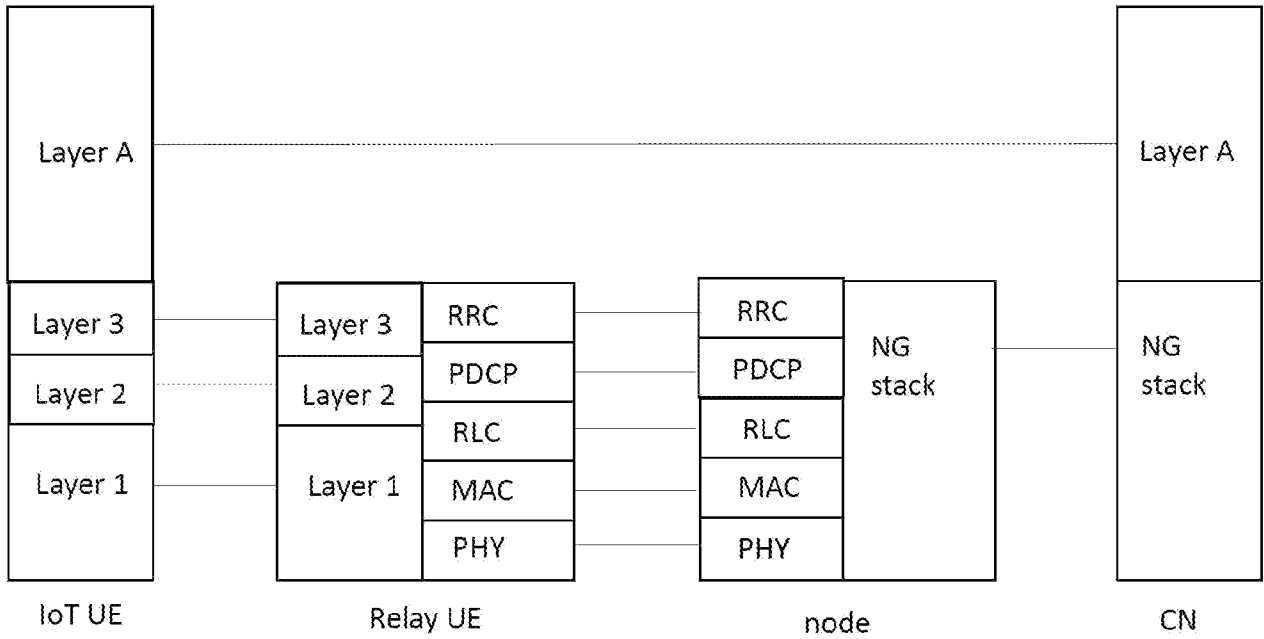 Layer A
Layer A
Layer 3
Layer 2
Layer 1
Layer 3
Layer 2
Layer 1
RRC
PDCP
RLC
MAC
PHY
RRC
PDCP
RLC
MAC
PHY
NG
stack
NG
stack
IoT UE
Relay UE
node
CN